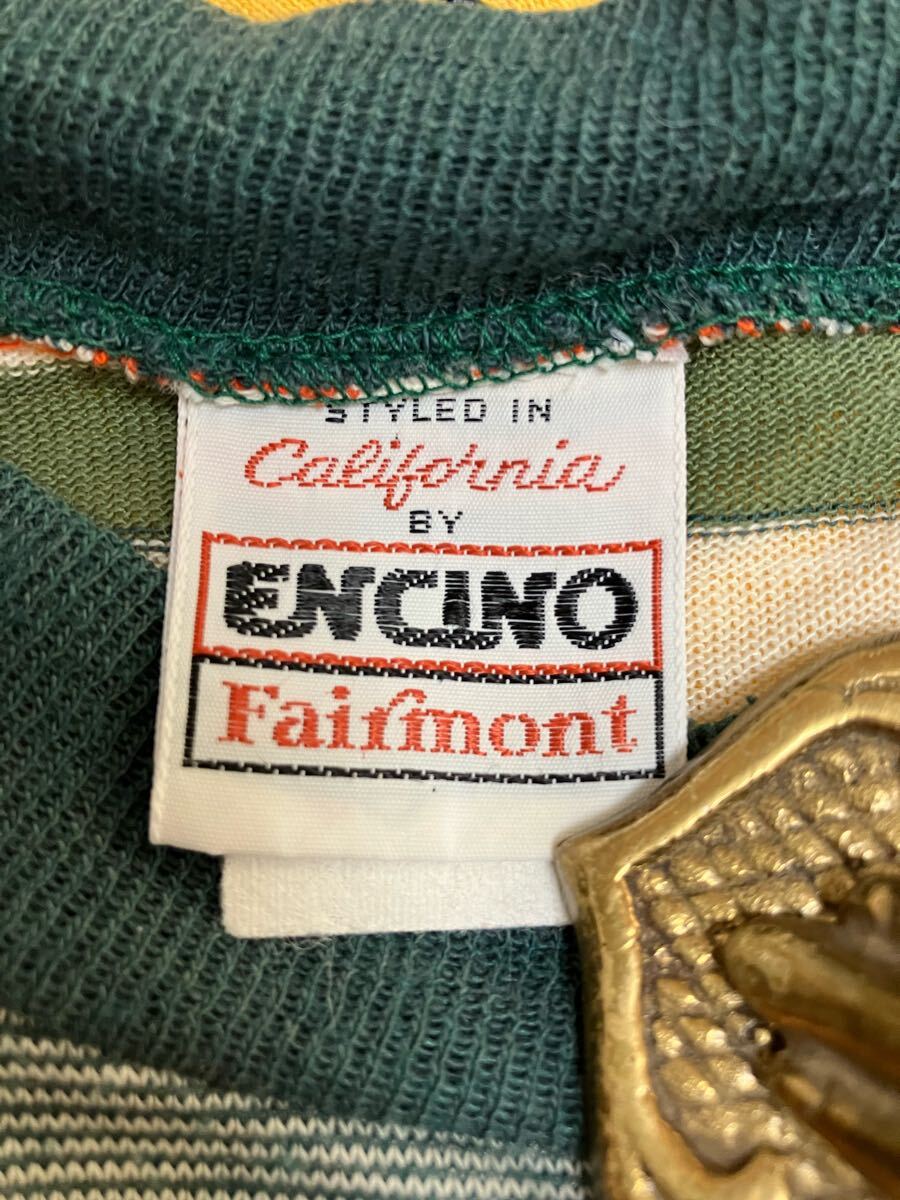 STYLED IN
California
BY
ENCINO
Fairmont